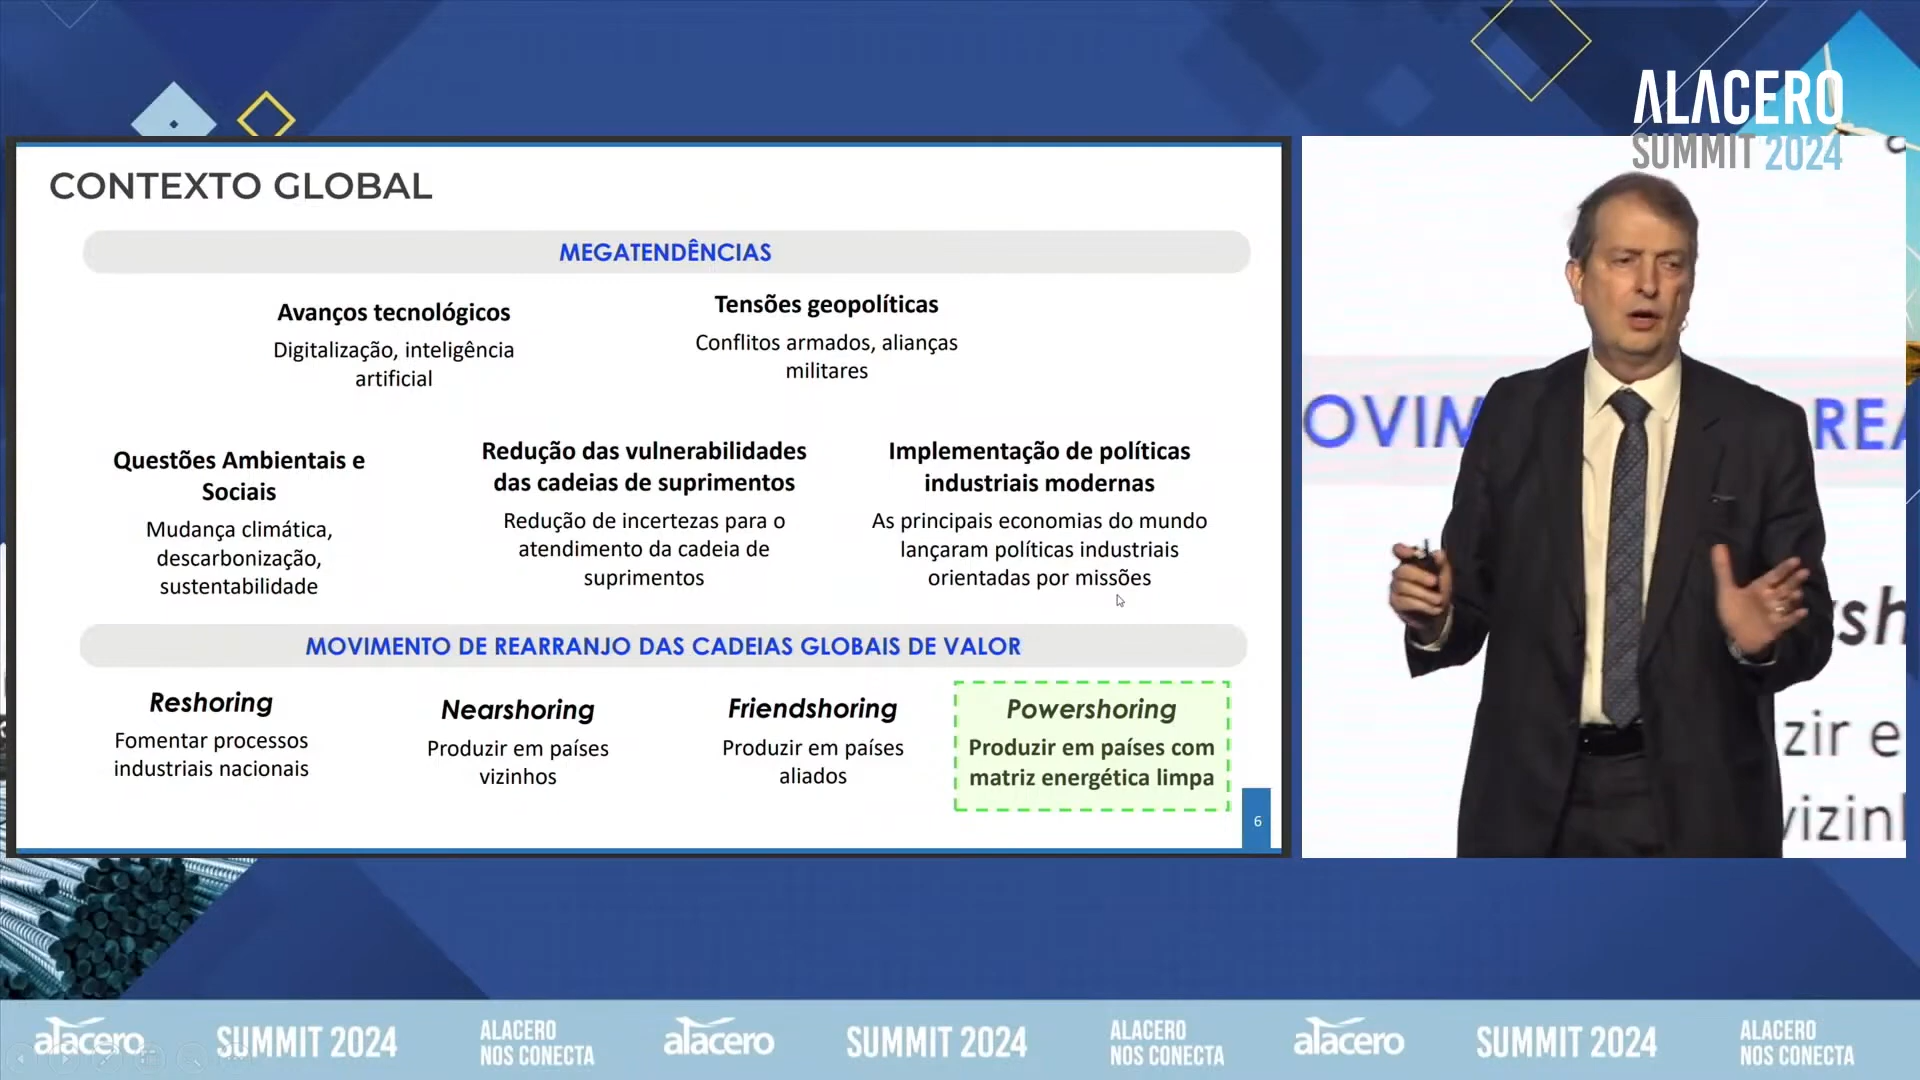 ALACERO
SUMMIT 2024
CONTEXTO GLOBAL
MEGATENDÊNCIAS
Avanços tecnológicos
Digitalização, inteligência
artificial
Tensões geopolíticas
Conflitos armados, alianças
militares
Questões Ambientais e
Sociais
Mudança climática,
descarbonização,
sustentabilidade
Redução das vulnerabilidades
das cadeias de suprimentos
Redução de incertezas para o
atendimento da cadeia de
suprimentos
Implementação de políticas
industriais modernas
As principais economias do mundo
lançaram políticas industriais
orientadas por missões
MOVIMENTO DE REARRANJO DAS CADEIAS GLOBAIS DE VALOR
Reshoring
Fomentar processos
industriais nacionais
Nearshoring
Produzir em países
vizinhos
Friendshoring
Produzir em países
aliados
Powershoring
Produzir em países com
matriz energética limpa
6
OVIM REA
sh
zir e
vizin
alacero
SUMMIT 2024
ALACERO
NOS CONECTA
alacero
SUMMIT 2024
ALACERO
NOS CONECTA
alacero
SUMMIT 2024
ALACERO
NOS CONECTA